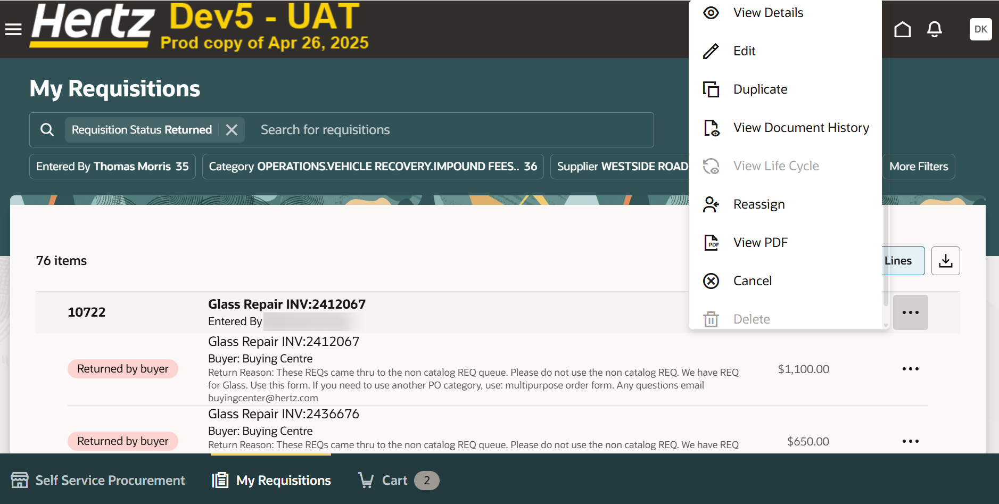 Hertz
Dev5 - UAT
Prod copy of Apr 26, 2025
DK
View Details
Edit
Duplicate
View Document History
View Life Cycle
Reassign
View PDF
Cancel
Delete
My Requisitions
Requisition Status Returned
Search for requisitions
Entered By Thomas Morris 35
Category OPERATIONS.VEHICLE RECOVERY.IMPOUND FEES.. 36
Supplier WESTSIDE ROAD
More Filters
76 items
Lines
10722
Glass Repair INV:2412067
Entered By
Glass Repair INV:2412067
Buyer: Buying Centre
Returned by buyer
Return Reason: These REQs came thru to the non catalog REQ queue. Please do not use the non catalog REQ. We have REQ
for Glass. Use this form. If you need to use another PO category, use: multipurpose order form. Any questions email
buyingcenter@hertz.com
$1,100.00
Glass Repair INV:2436676
Buyer: Buying Centre
Returned by buyer
Return Reason: These REQs came thru to the non catalog REQ queue. Please do not use the non catalog REQ. We have REQ
$650.00
Self Service Procurement
My Requisitions
Cart 2